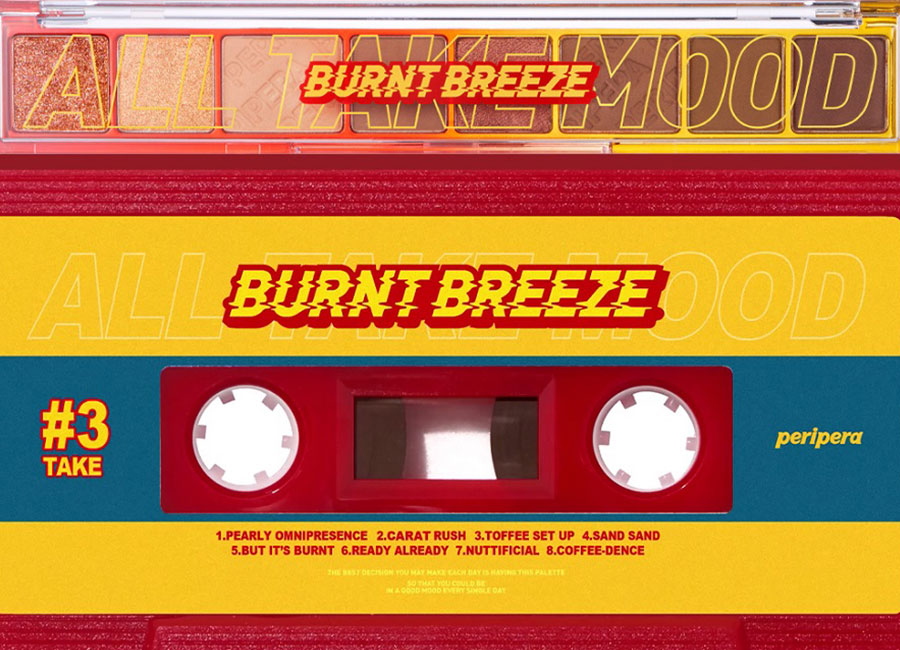 ALL TAKE MOOD
BURNT BREEZE
ALL TAKE MOOD
BURNT BREEZE
#3
TAKE
peripera
1.PEARLY OMNIPRESENCE 2.CARAT RUSH 3.TOFFEE SET UP 4.SAND SAND
5.BUT IT'S BURNT 6.READY ALREADY 7.NUTTIFICIAL 8.COFFEE-DENCE
THE BEST DECISION YOU MAY MAKE EACH DAY IS HAVING THIS PALETTE
SO THAT YOU COULD BE
IN A GOOD MOOD EVERY SINGLE DAY